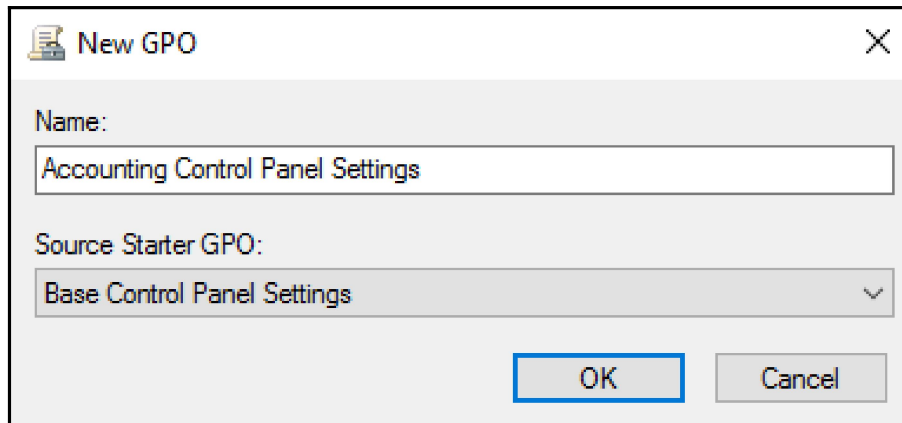 New GPO
Name:
Accounting Control Panel Settings
Source Starter GPO:
Base Control Panel Settings
OK
Cancel